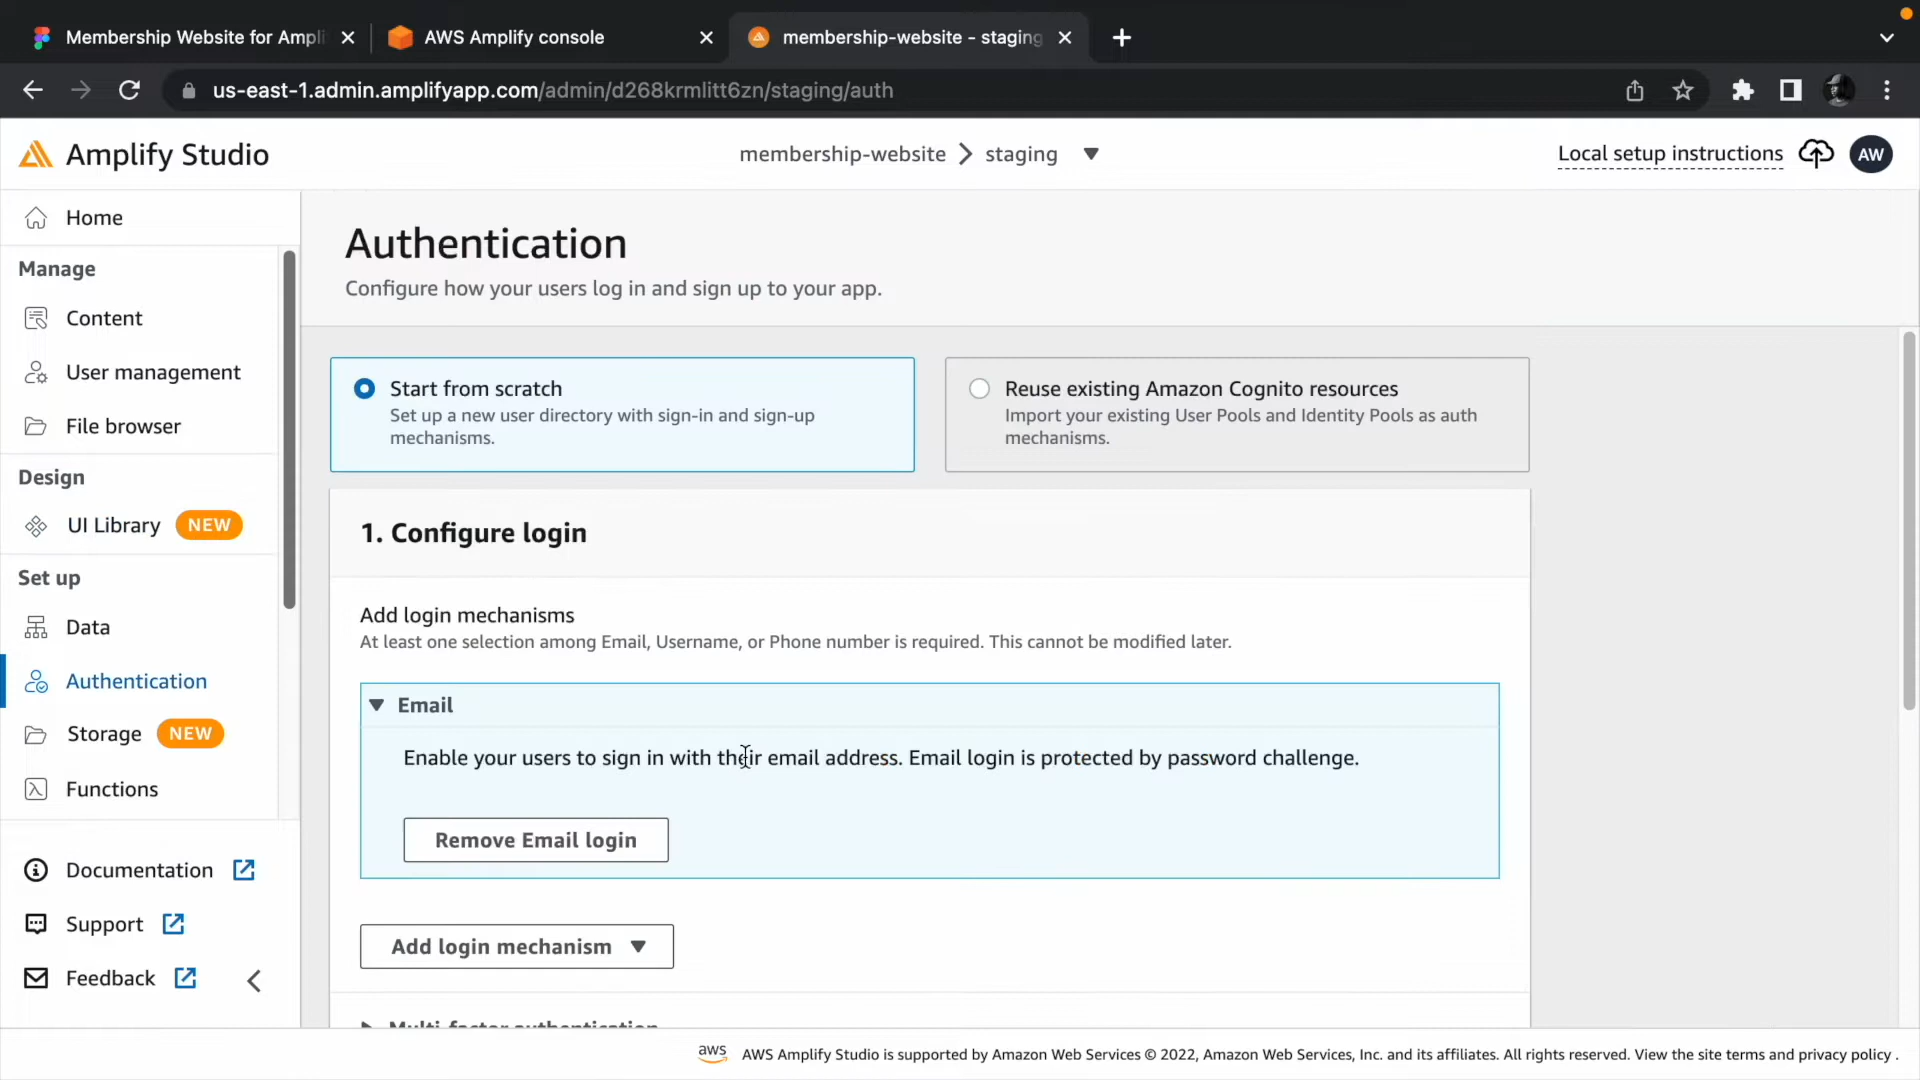 Membership Website for Ampli
AWS Amplify console
membership-website - staging
us-east-1.admin.amplifyapp.com/admin/d268krmlitt6zn/staging/auth
Amplify Studio
membership-website > staging
Local setup instructions
AW
Home
Manage
Content
User management
File browser
Design
UI Library NEW
Set up
Data
Authentication
Storage NEW
Functions
Documentation
Support
Feedback
Authentication
Configure how your users log in and sign up to your app.
Start from scratch
Set up a new user directory with sign-in and sign-up
mechanisms.
Reuse existing Amazon Cognito resources
Import your existing User Pools and Identity Pools as auth
mechanisms.
1. Configure login
Add login mechanisms
At least one selection among Email, Username, or Phone number is required. This cannot be modified later.
Email
Enable your users to sign in with their email address. Email login is protected by password challenge.
Remove Email login
Add login mechanism
Multi-factor authentication
aws AWS Amplify Studio is supported by Amazon Web Services © 2022, Amazon Web Services, Inc. and its affiliates. All rights reserved. View the site terms and privacy policy .